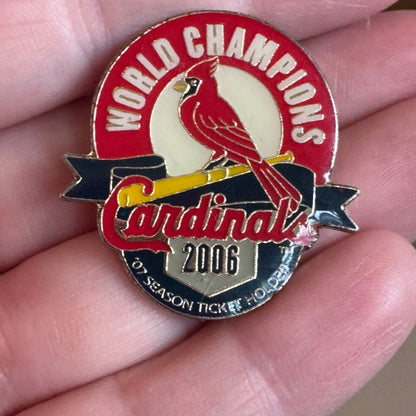 WORLD CHAMPIONS
Cardinals
2006
'07 SEASON TICKET HOLDER